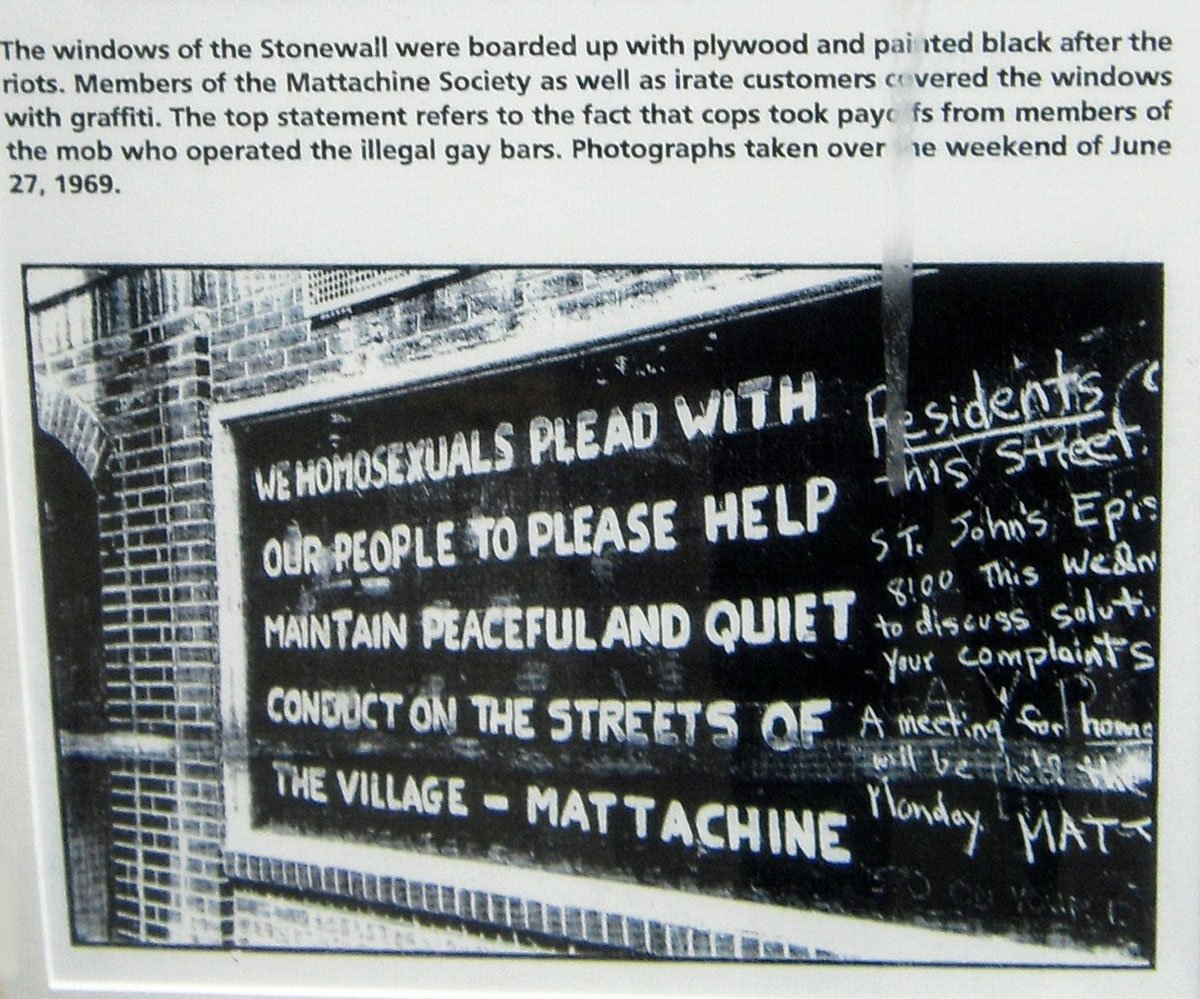 The windows of the Stonewall were boarded up with plywood and painted black after the
riots. Members of the Mattachine Society as well as irate customers covered the windows
with graffiti. The top statement refers to the fact that cops took payoffs from members of
the mob who operated the illegal gay bars. Photographs taken over the weekend of June
27, 1969.
WE HOMOSEXUALS PLEAD WITH
OUR PEOPLE TO PLEASE HELP
MAINTAIN PEACEFUL AND QUIET
CONDUCT ON THE STREETS OF
THE VILLAGE - MATTACHINE
Residents
this Street.
ST. John's Epis
8:00 This Wedn
to discuss soluti
Your complaints
A meeting for homo
will be held this
Monday. MATT